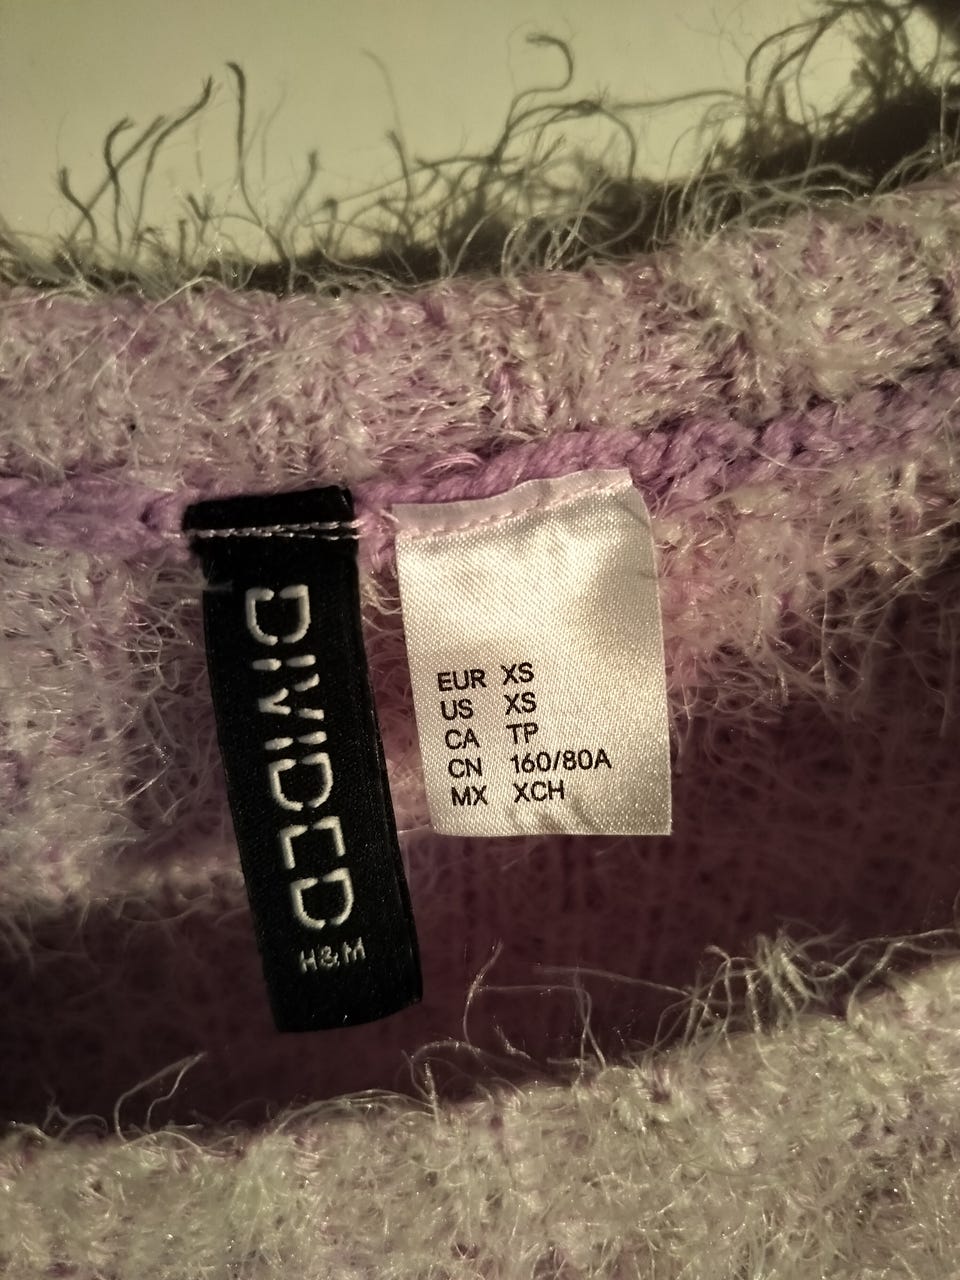 DIVIDED
H&M
EUR XS
US XS
CA TP
CN 160/80A
MX XCH